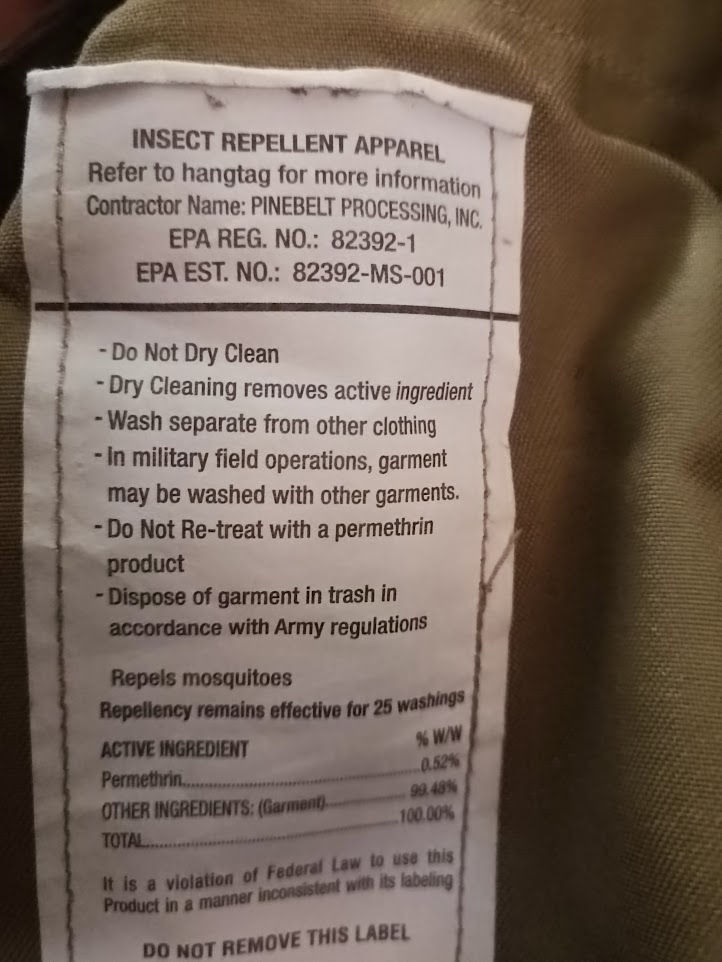 INSECT REPELLENT APPAREL
Refer to hangtag for more information
Contractor Name: PINEBELT PROCESSING, INC.
EPA REG. NO.: 82392-1
EPA EST. NO.: 82392-MS-001
- Do Not Dry Clean
- Dry Cleaning removes active ingredient
- Wash separate from other clothing
- In military field operations, garment
may be washed with other garments.
- Do Not Re-treat with a permethrin
product
- Dispose of garment in trash in
accordance with Army regulations
Repels mosquitoes
Repellency remains effective for 25 washings
ACTIVE INGREDIENT % W/W
Permethrin............................................0.52%
OTHER INGREDIENTS: (Garment)..............99.48%
TOTAL..................................................100.00%
It is a violation of Federal Law to use this
Product in a manner inconsistent with its labeling
DO NOT REMOVE THIS LABEL